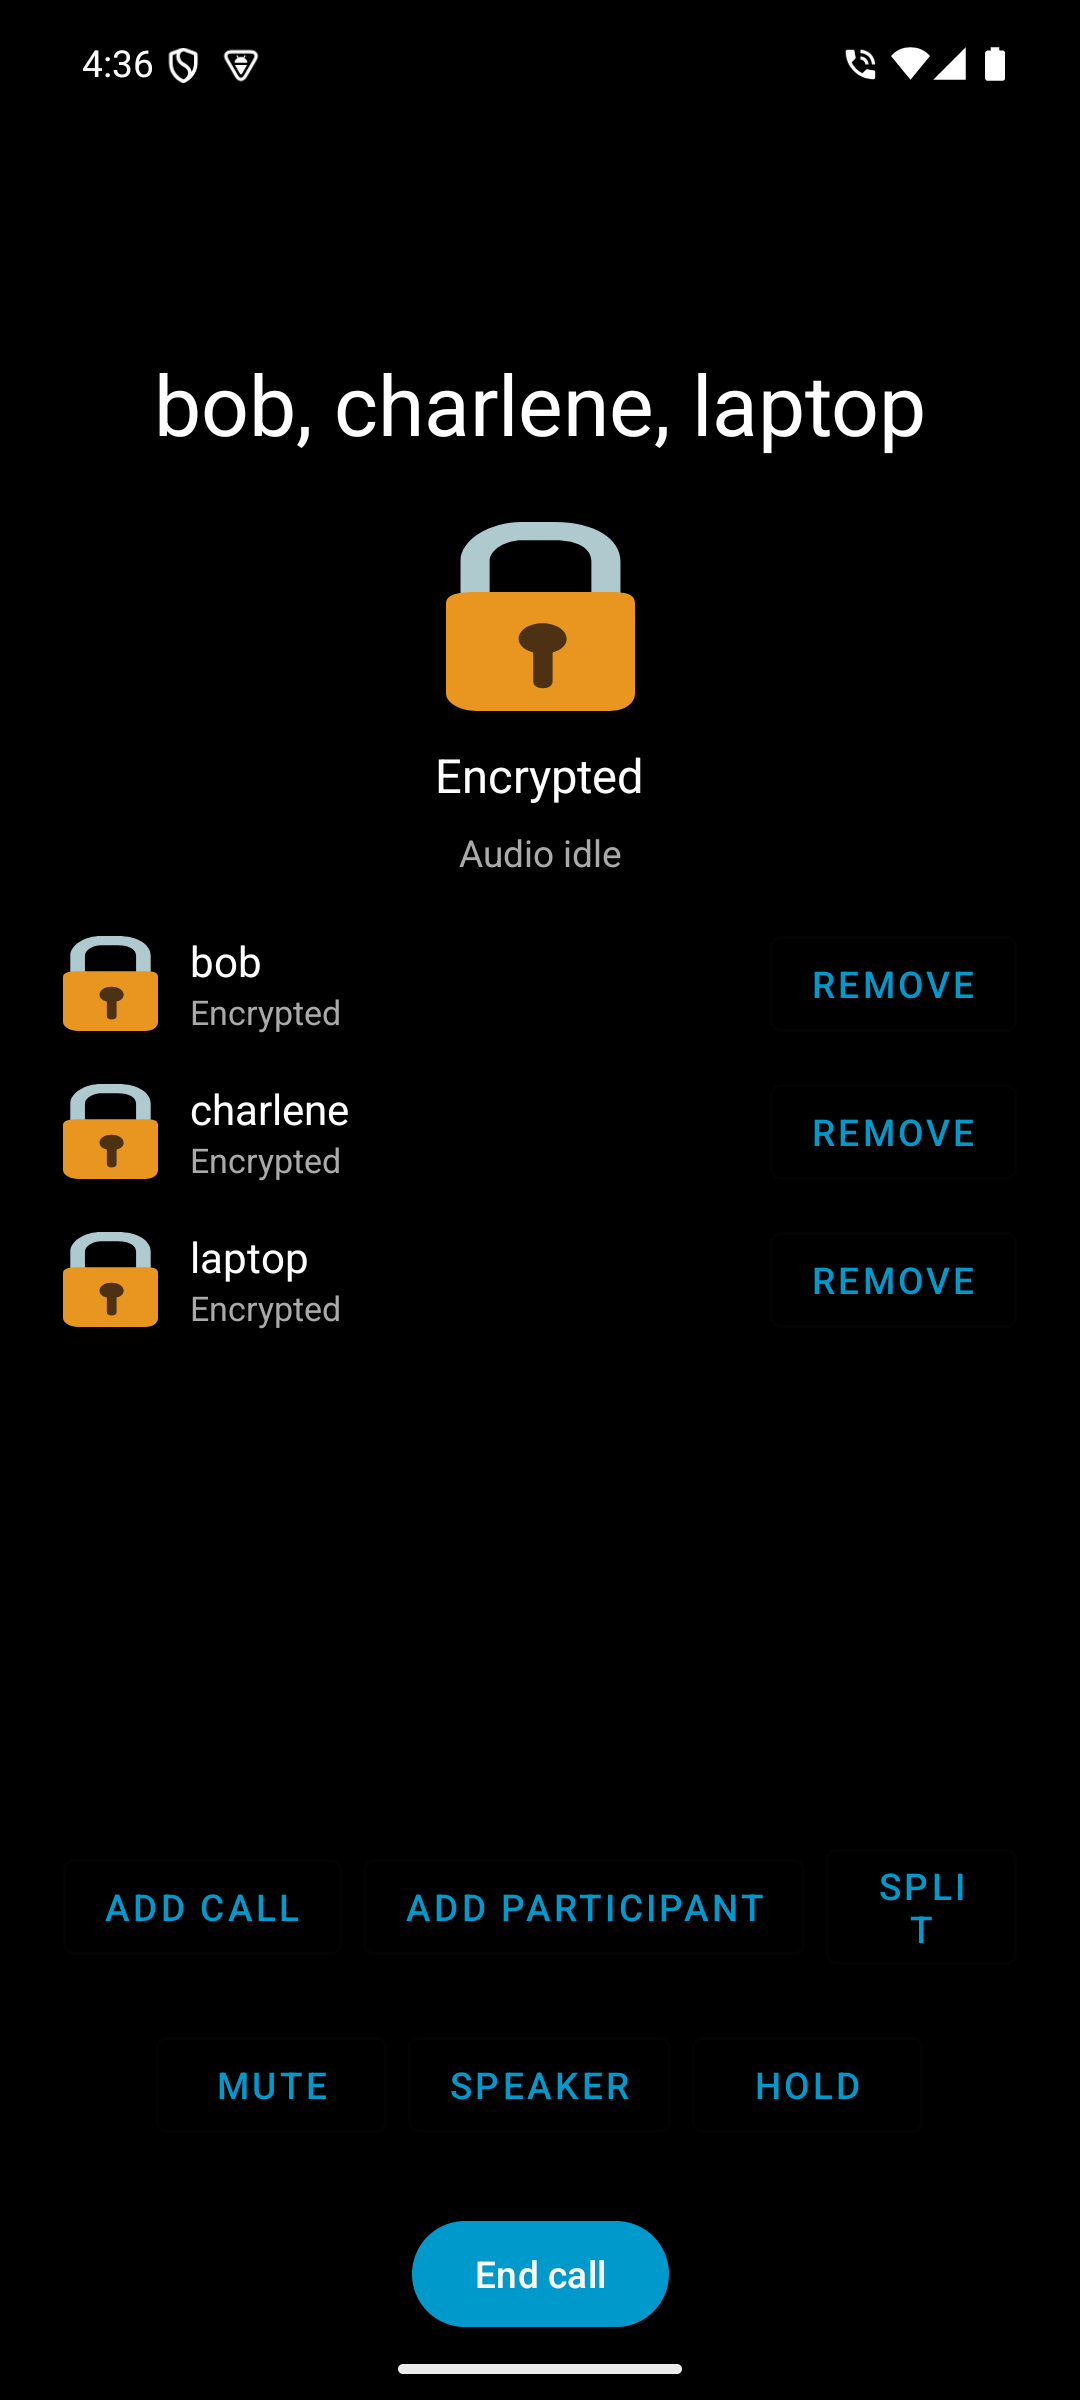 4:36
bob, charlene, laptop
Encrypted
Audio idle
bob
Encrypted
REMOVE
charlene
Encrypted
REMOVE
laptop
Encrypted
REMOVE
ADD CALL
ADD PARTICIPANT
SPLI
T
MUTE
SPEAKER
HOLD
End call